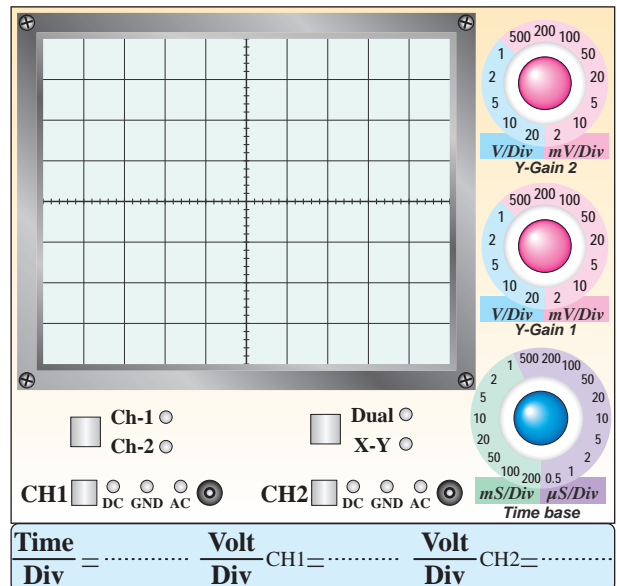 500 200 100
1 50
2 20
5 5
10 10
20 2
V/Div mV/Div
Y-Gain 2
500 200 100
1 50
2 20
5 5
10 10
20 2
V/Div mV/Div
Y-Gain 1
1 500 200 100
2 50
5 20
10 10
20 5
50 2
100 200 0.5 1
mS/Div µS/Div
Time base
Ch-1 Dual
Ch-2 X-Y
CH1 DC GND AC CH2 DC GND AC
Time Volt Volt
= ............ CH1=............ CH2=............
Div Div Div